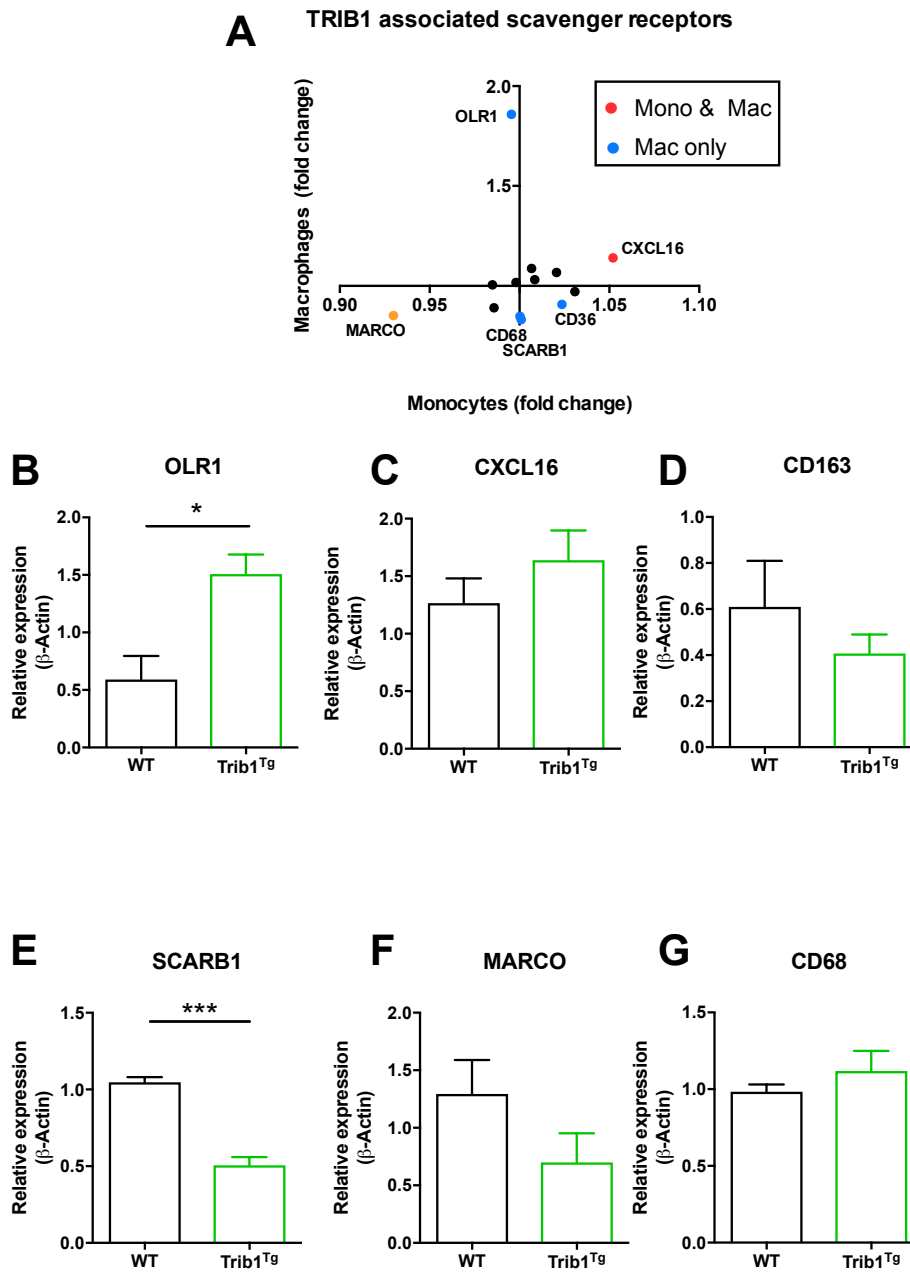 TRIB1 associated scavenger receptors
A
Macrophages (fold change)
2.0
1.5
OLR1
Mono & Mac
Mac only
CXCL16
0.90
0.95
1.05
1.10
MARCO
CD68
SCARB1
CD36
Monocytes (fold change)
B
OLR1
*
Relative expression
(β-Actin)
2.0
1.5
1.0
0.5
0.0
WT
Trib1Tg
C
CXCL16
Relative expression
(β-Actin)
2.0
1.5
1.0
0.5
0.0
WT
Trib1Tg
D
CD163
Relative expression
(β-Actin)
1.0
0.8
0.6
0.4
0.2
0.0
WT
Trib1Tg
E
SCARB1
***
Relative expression
(β-Actin)
1.5
1.0
0.5
0.0
WT
Trib1Tg
F
MARCO
Relative expression
(β-Actin)
2.0
1.5
1.0
0.5
0.0
WT
Trib1Tg
G
CD68
Relative expression
(β-Actin)
1.5
1.0
0.5
0.0
WT
Trib1Tg